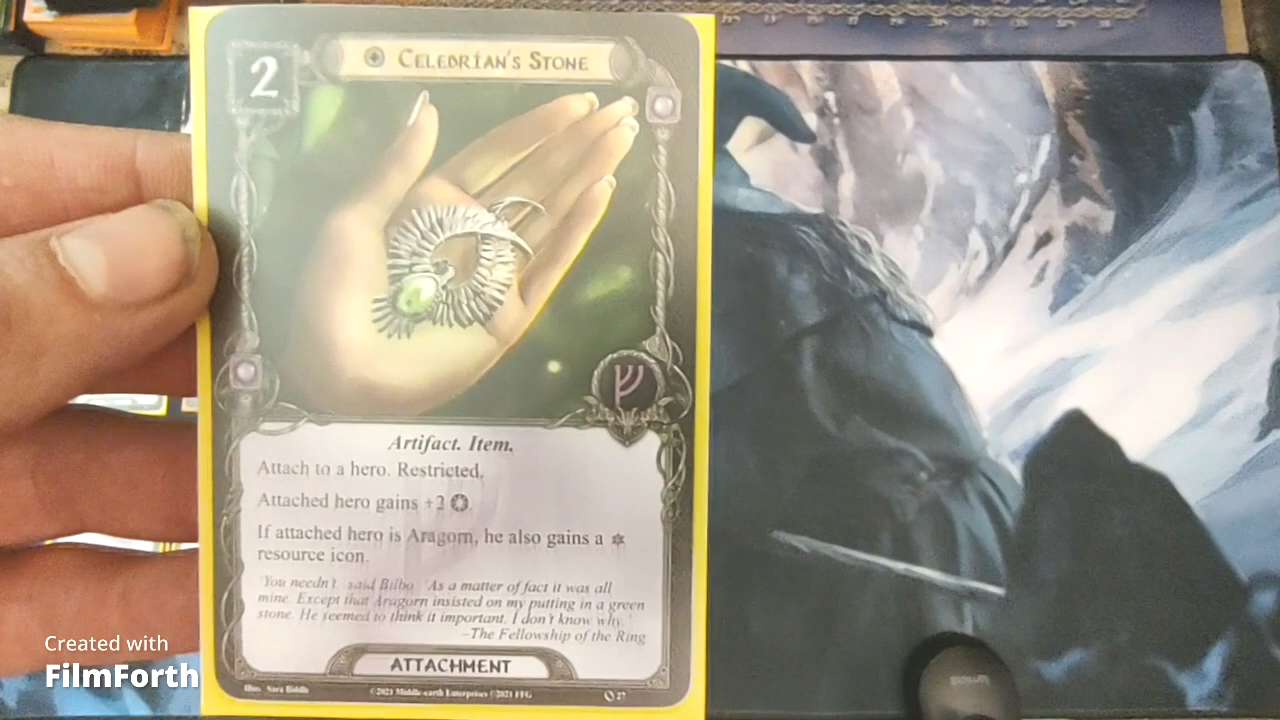 2
CELEBRÍAN'S STONE
Artifact. Item.
Attach to a hero. Restricted.
Attached hero gains +2
If attached hero is Aragorn, he also gains a
resource icon.
'You needn't,' said Bilbo. 'As a matter of fact it was all
mine. Except that Aragorn insisted on my putting in a green
stone. He seemed to think it important. I don't know why.'
–The Fellowship of the Ring
ATTACHMENT
Illus. Sara Biddle
©2021 Middle-earth Enterprises ©2021 FFG
27
Created with
FilmForth